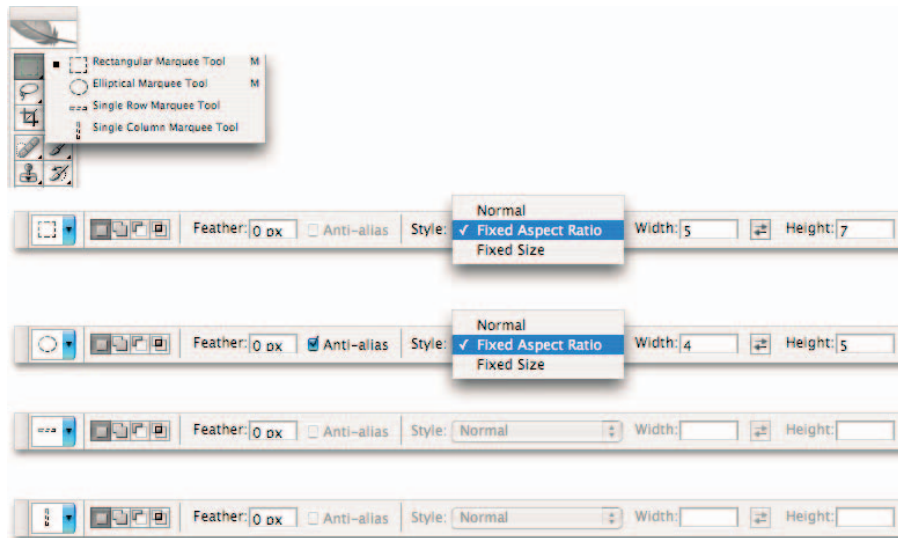 Rectangular Marquee Tool M
Elliptical Marquee Tool M
Single Row Marquee Tool
Single Column Marquee Tool
Feather: 0 px Anti-alias Style: Normal
✓ Fixed Aspect Ratio
Fixed Size
Width: 5 Height: 7
Feather: 0 px Anti-alias Style: Normal
✓ Fixed Aspect Ratio
Fixed Size
Width: 4 Height: 5
Feather: 0 px Anti-alias Style: Normal Width: Height:
Feather: 0 px Anti-alias Style: Normal Width: Height: